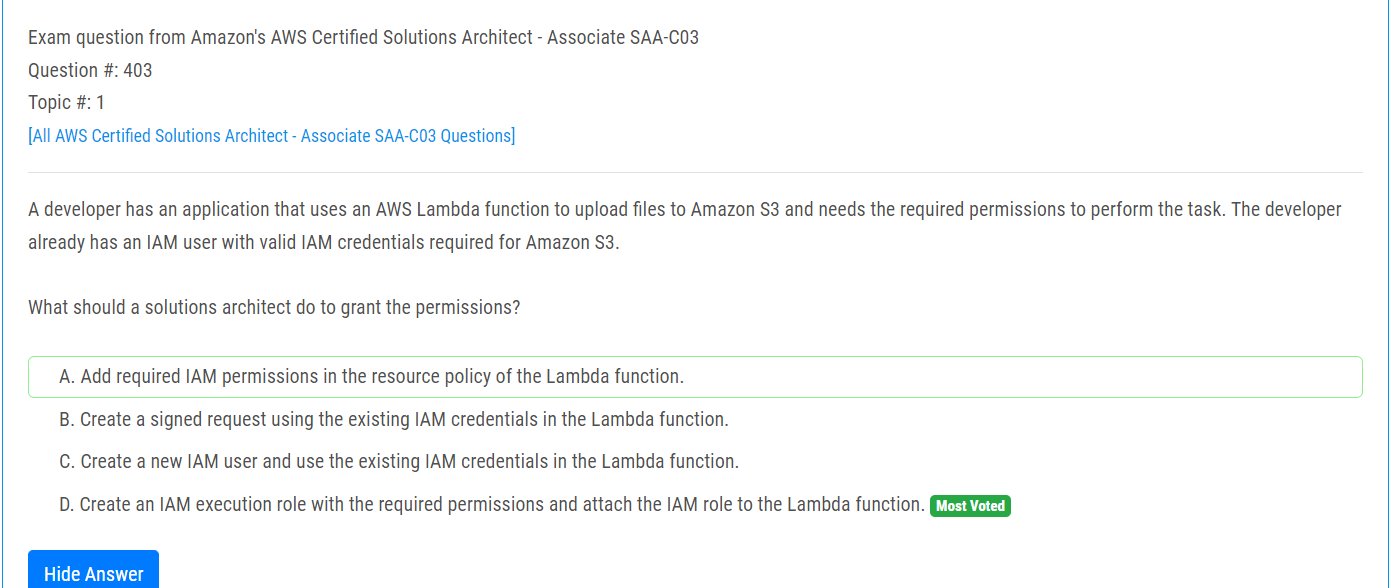 Exam question from Amazon's AWS Certified Solutions Architect - Associate SAA-C03
Question #: 403
Topic #: 1
[All AWS Certified Solutions Architect - Associate SAA-C03 Questions]
A developer has an application that uses an AWS Lambda function to upload files to Amazon S3 and needs the required permissions to perform the task. The developer
already has an IAM user with valid IAM credentials required for Amazon S3.
What should a solutions architect do to grant the permissions?
A. Add required IAM permissions in the resource policy of the Lambda function.
B. Create a signed request using the existing IAM credentials in the Lambda function.
C. Create a new IAM user and use the existing IAM credentials in the Lambda function.
D. Create an IAM execution role with the required permissions and attach the IAM role to the Lambda function. Most Voted
Hide Answer